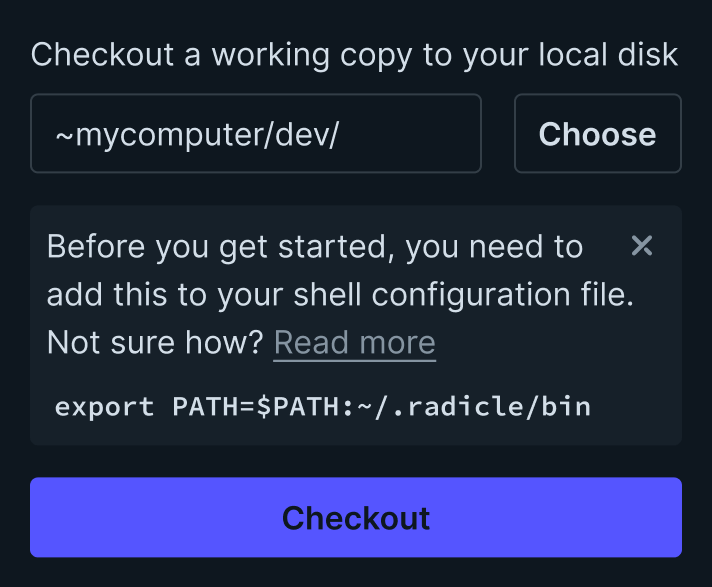 Checkout a working copy to your local disk
~mycomputer/dev/
Choose
Before you get started, you need to
add this to your shell configuration file.
Not sure how? Read more
export PATH=$PATH:~/.radicle/bin
Checkout